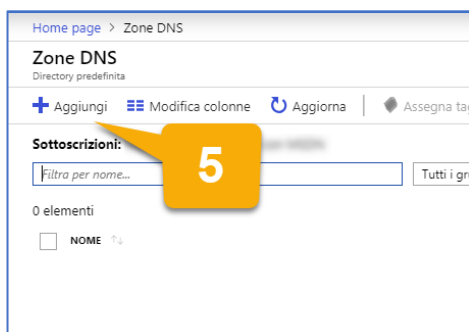 Home page > Zone DNS
Zone DNS
Directory predefinita
Aggiungi Modifica colonne Aggiorna Assegna tag
Sottoscrizioni:
5
Filtra per nome... Tutti i gr
0 elementi
NOME ↑↓